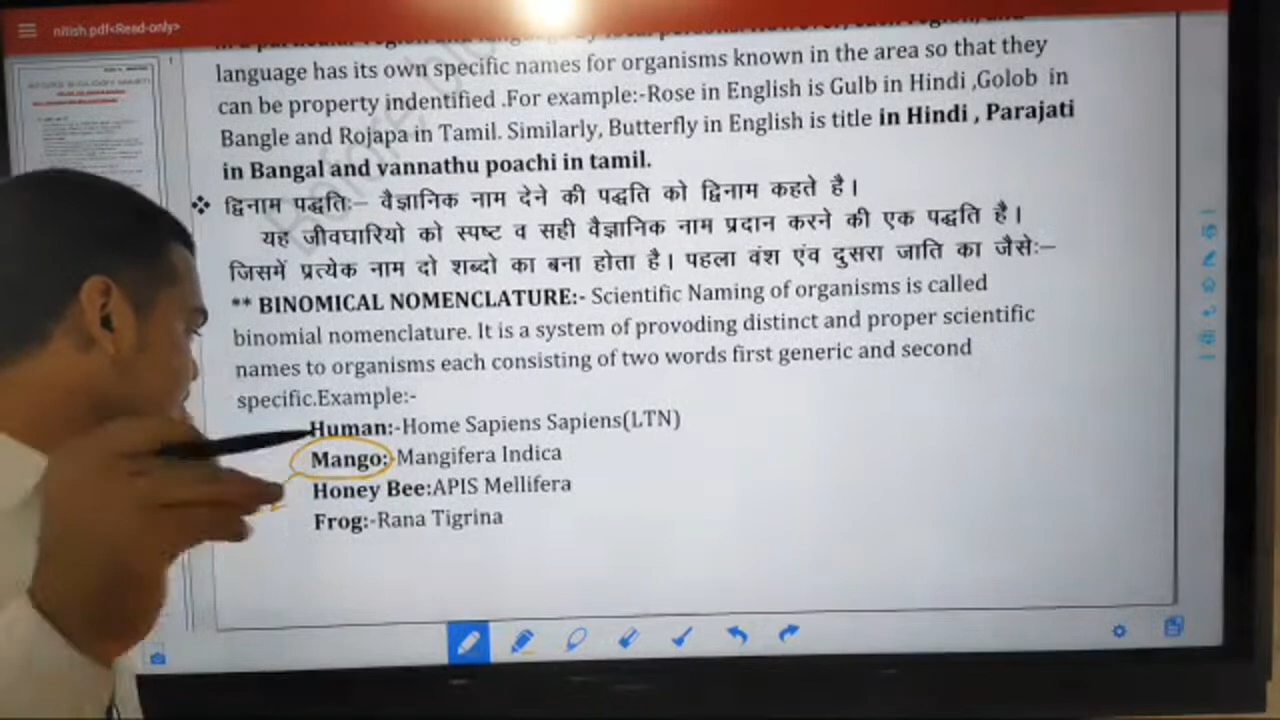 nitish.pdf<Read-only>
language has its own specific names for organisms known in the area so that they
can be property indentified .For example:-Rose in English is Gulb in Hindi ,Golob in
Bangle and Rojapa in Tamil. Similarly, Butterfly in English is title in Hindi , Parajati
in Bangal and vannathu poachi in tamil.
❖ द्विनाम पद्धतिः– वैज्ञानिक नाम देने की पद्धति को द्विनाम कहते है।
यह जीवघारियो को स्पष्ट व सही वैज्ञानिक नाम प्रदान करने की एक पद्धति है।
जिसमें प्रत्येक नाम दो शब्दो का बना होता है। पहला वंश एंव दुसरा जाति का जैसेः–
** BINOMICAL NOMENCLATURE:- Scientific Naming of organisms is called
binomial nomenclature. It is a system of provoding distinct and proper scientific
names to organisms each consisting of two words first generic and second
specific.Example:-
Human:-Home Sapiens Sapiens(LTN)
Mango:-Mangifera Indica
Honey Bee:APIS Mellifera
Frog:-Rana Tigrina